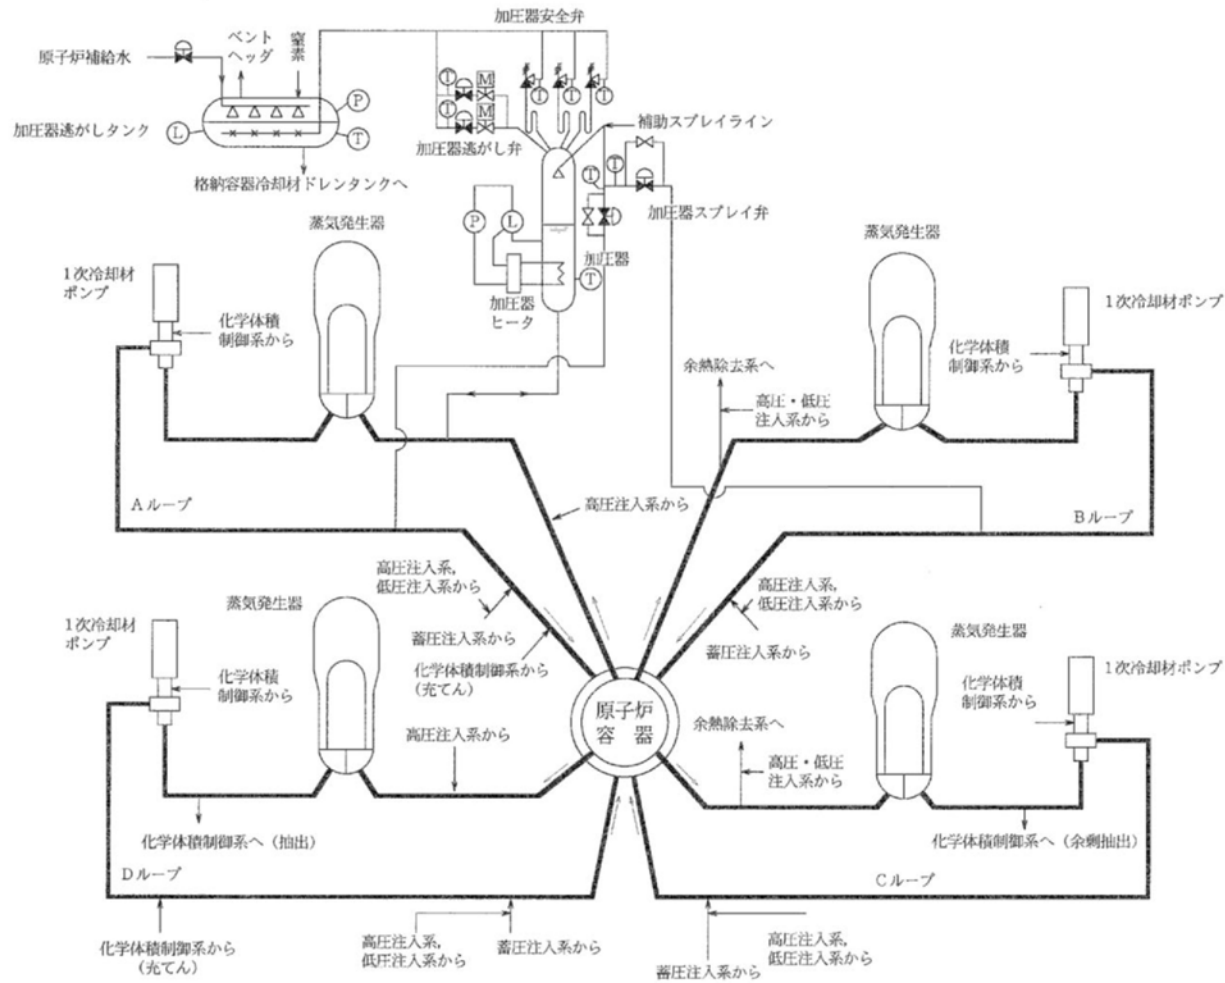 加圧器安全弁
ベント
ヘッダ
窒素
原子炉補給水
P
M
T
T
T
T
M
T
加圧器逃がしタンク
L
T
加圧器逃がし弁
補助スプレイライン
格納容器冷却材ドレンタンクへ
T
T
加圧器スプレイ弁
P
L
蒸気発生器
加圧器
T
蒸気発生器
1次冷却材
ポンプ
加圧器
ヒータ
1次冷却材ポンプ
化学体積
制御系から
化学体積
制御系から
余熱除去系へ
高圧・低圧
注入系から
Aループ
高圧注入系から
Bループ
高圧注入系,
低圧注入系から
高圧注入系,
低圧注入系から
蒸気発生器
蓄圧注入系から
蓄圧注入系から
蒸気発生器
1次冷却材
ポンプ
化学体積制御系から
(充てん)
1次冷却材ポンプ
化学体積
制御系から
化学体積
制御系から
原子炉
容器
余熱除去系へ
高圧注入系から
高圧・低圧
注入系から
化学体積制御系へ(抽出)
化学体積制御系へ(余剰抽出)
Dループ
Cループ
化学体積制御系から
(充てん)
高圧注入系,
低圧注入系から
蓄圧注入系から
高圧注入系,
低圧注入系から
蓄圧注入系から